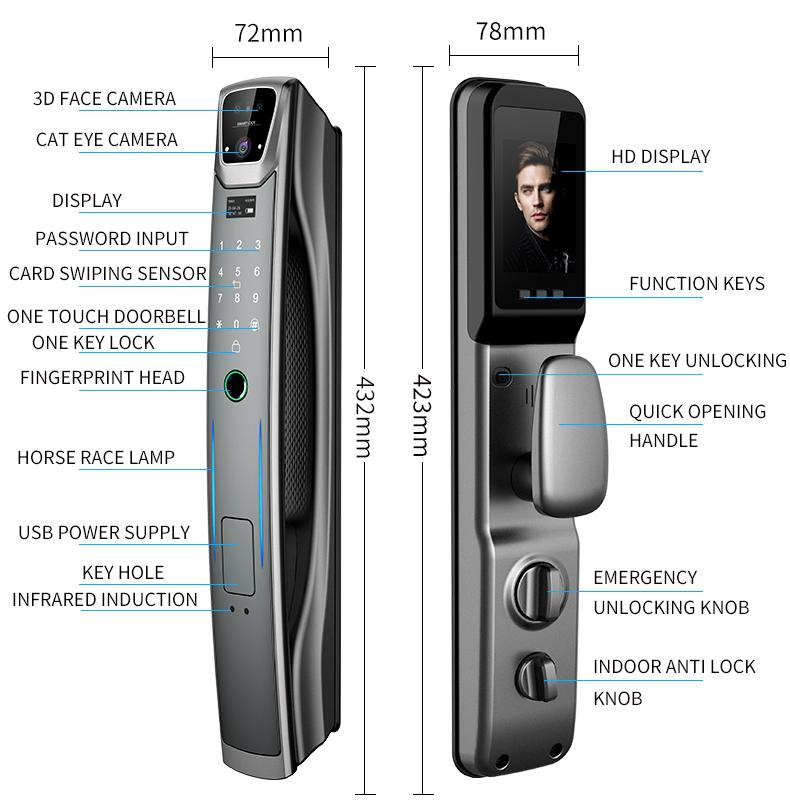 72mm
78mm
3D FACE CAMERA
CAT EYE CAMERA
DISPLAY
PASSWORD INPUT
CARD SWIPING SENSOR
ONE TOUCH DOORBELL
ONE KEY LOCK
FINGERPRINT HEAD
HORSE RACE LAMP
USB POWER SUPPLY
KEY HOLE
INFRARED INDUCTION
1 2 3
4 5 6
7 8 9
* 0 @
432mm
423mm
HD DISPLAY
FUNCTION KEYS
ONE KEY UNLOCKING
QUICK OPENING
HANDLE
EMERGENCY
UNLOCKING KNOB
INDOOR ANTI LOCK
KNOB